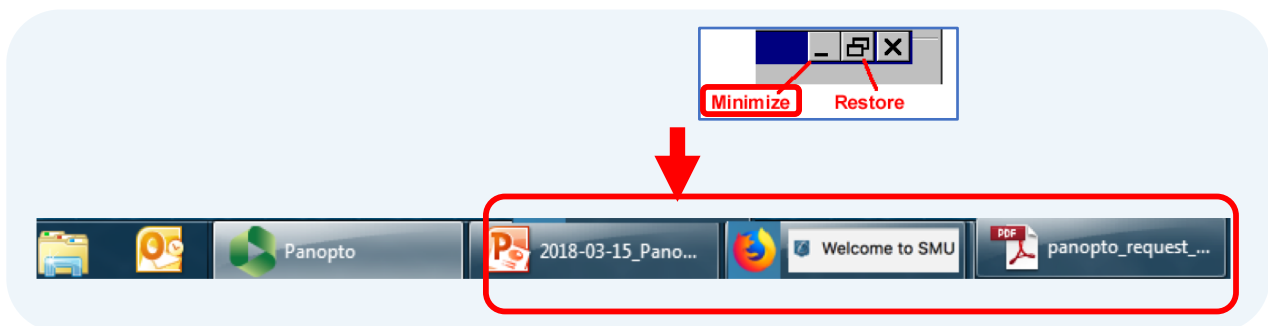 Minimize Restore
Panopto
2018-03-15_Pano...
Welcome to SMU
PDF
panopto_request_...